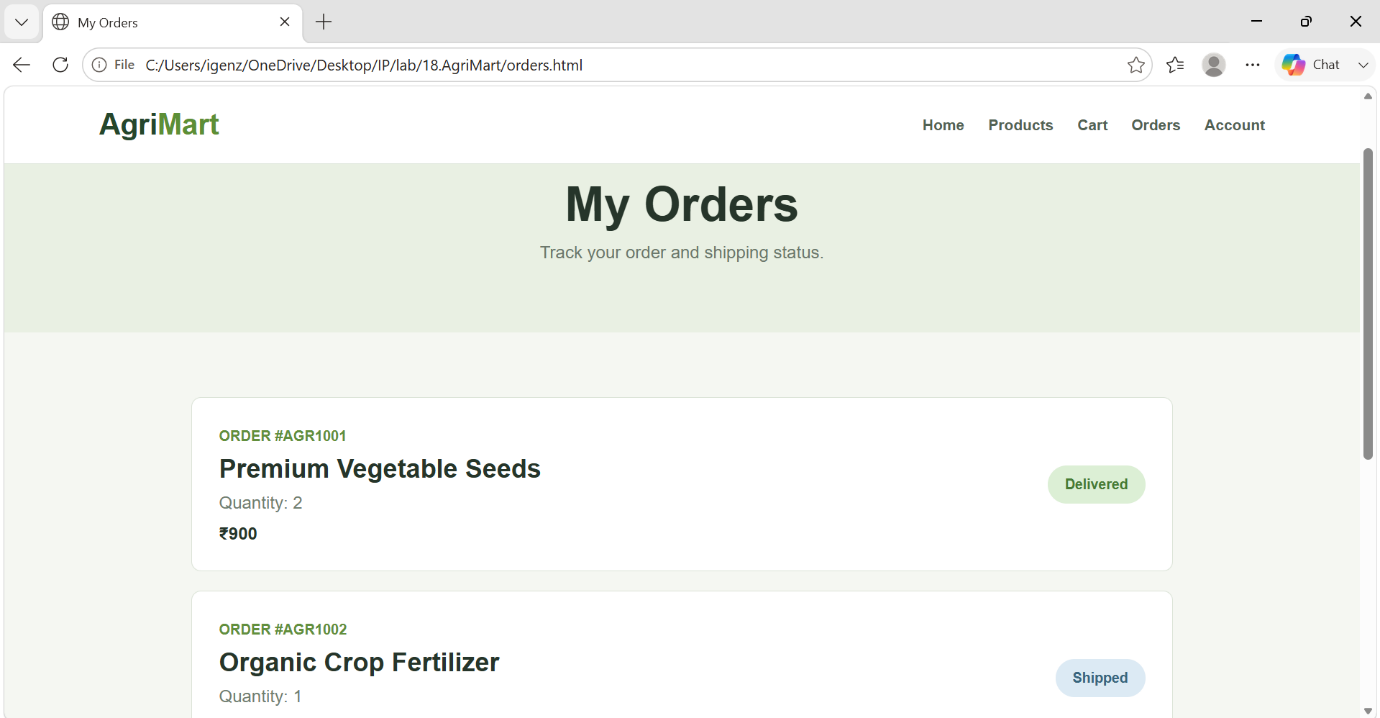 My Orders
File C:/Users/igenz/OneDrive/Desktop/IP/lab/18.AgriMart/orders.html
Chat
AgriMart
Home Products Cart Orders Account
My Orders
Track your order and shipping status.
ORDER #AGR1001
Premium Vegetable Seeds
Quantity: 2
₹900
Delivered
ORDER #AGR1002
Organic Crop Fertilizer
Quantity: 1
Shipped